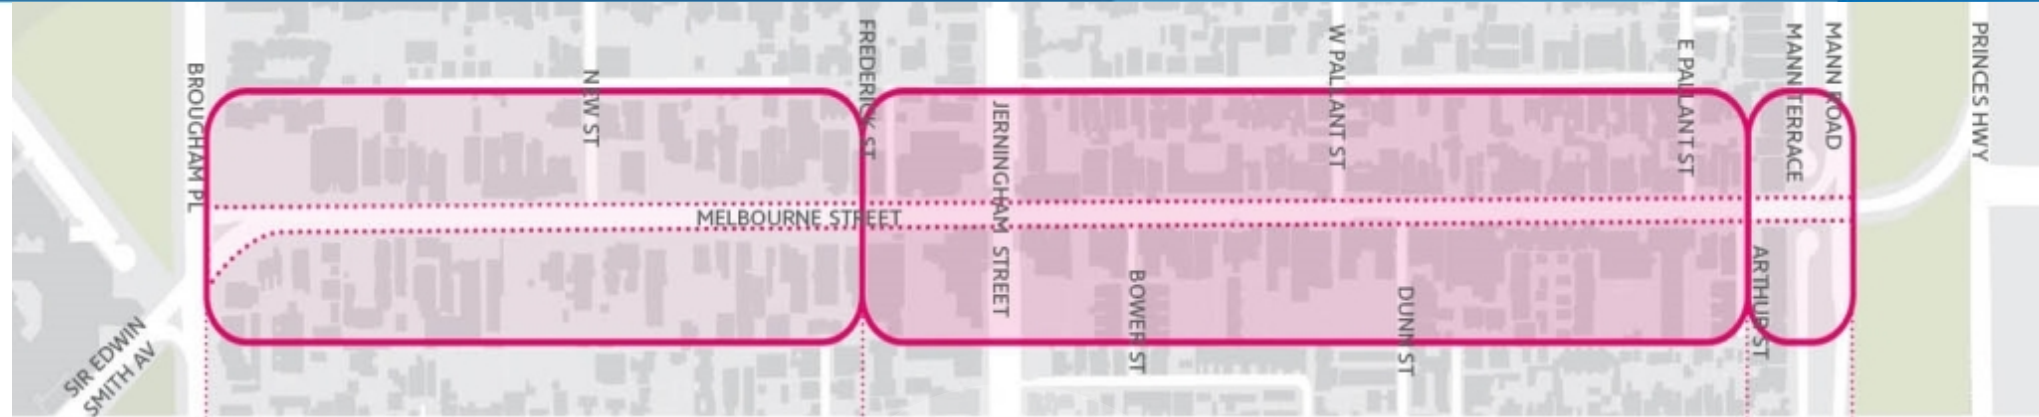 BROUGHAM PL
NEW ST
FREDERICK ST
JERNINGHAM STREET
W PALLANT ST
E PALLANT ST
MANN TERRACE
MANN ROAD
PRINCES HWY
MELBOURNE STREET
BOWER ST
DUNN ST
ARTHUR ST
SIR EDWIN
SMITH AV